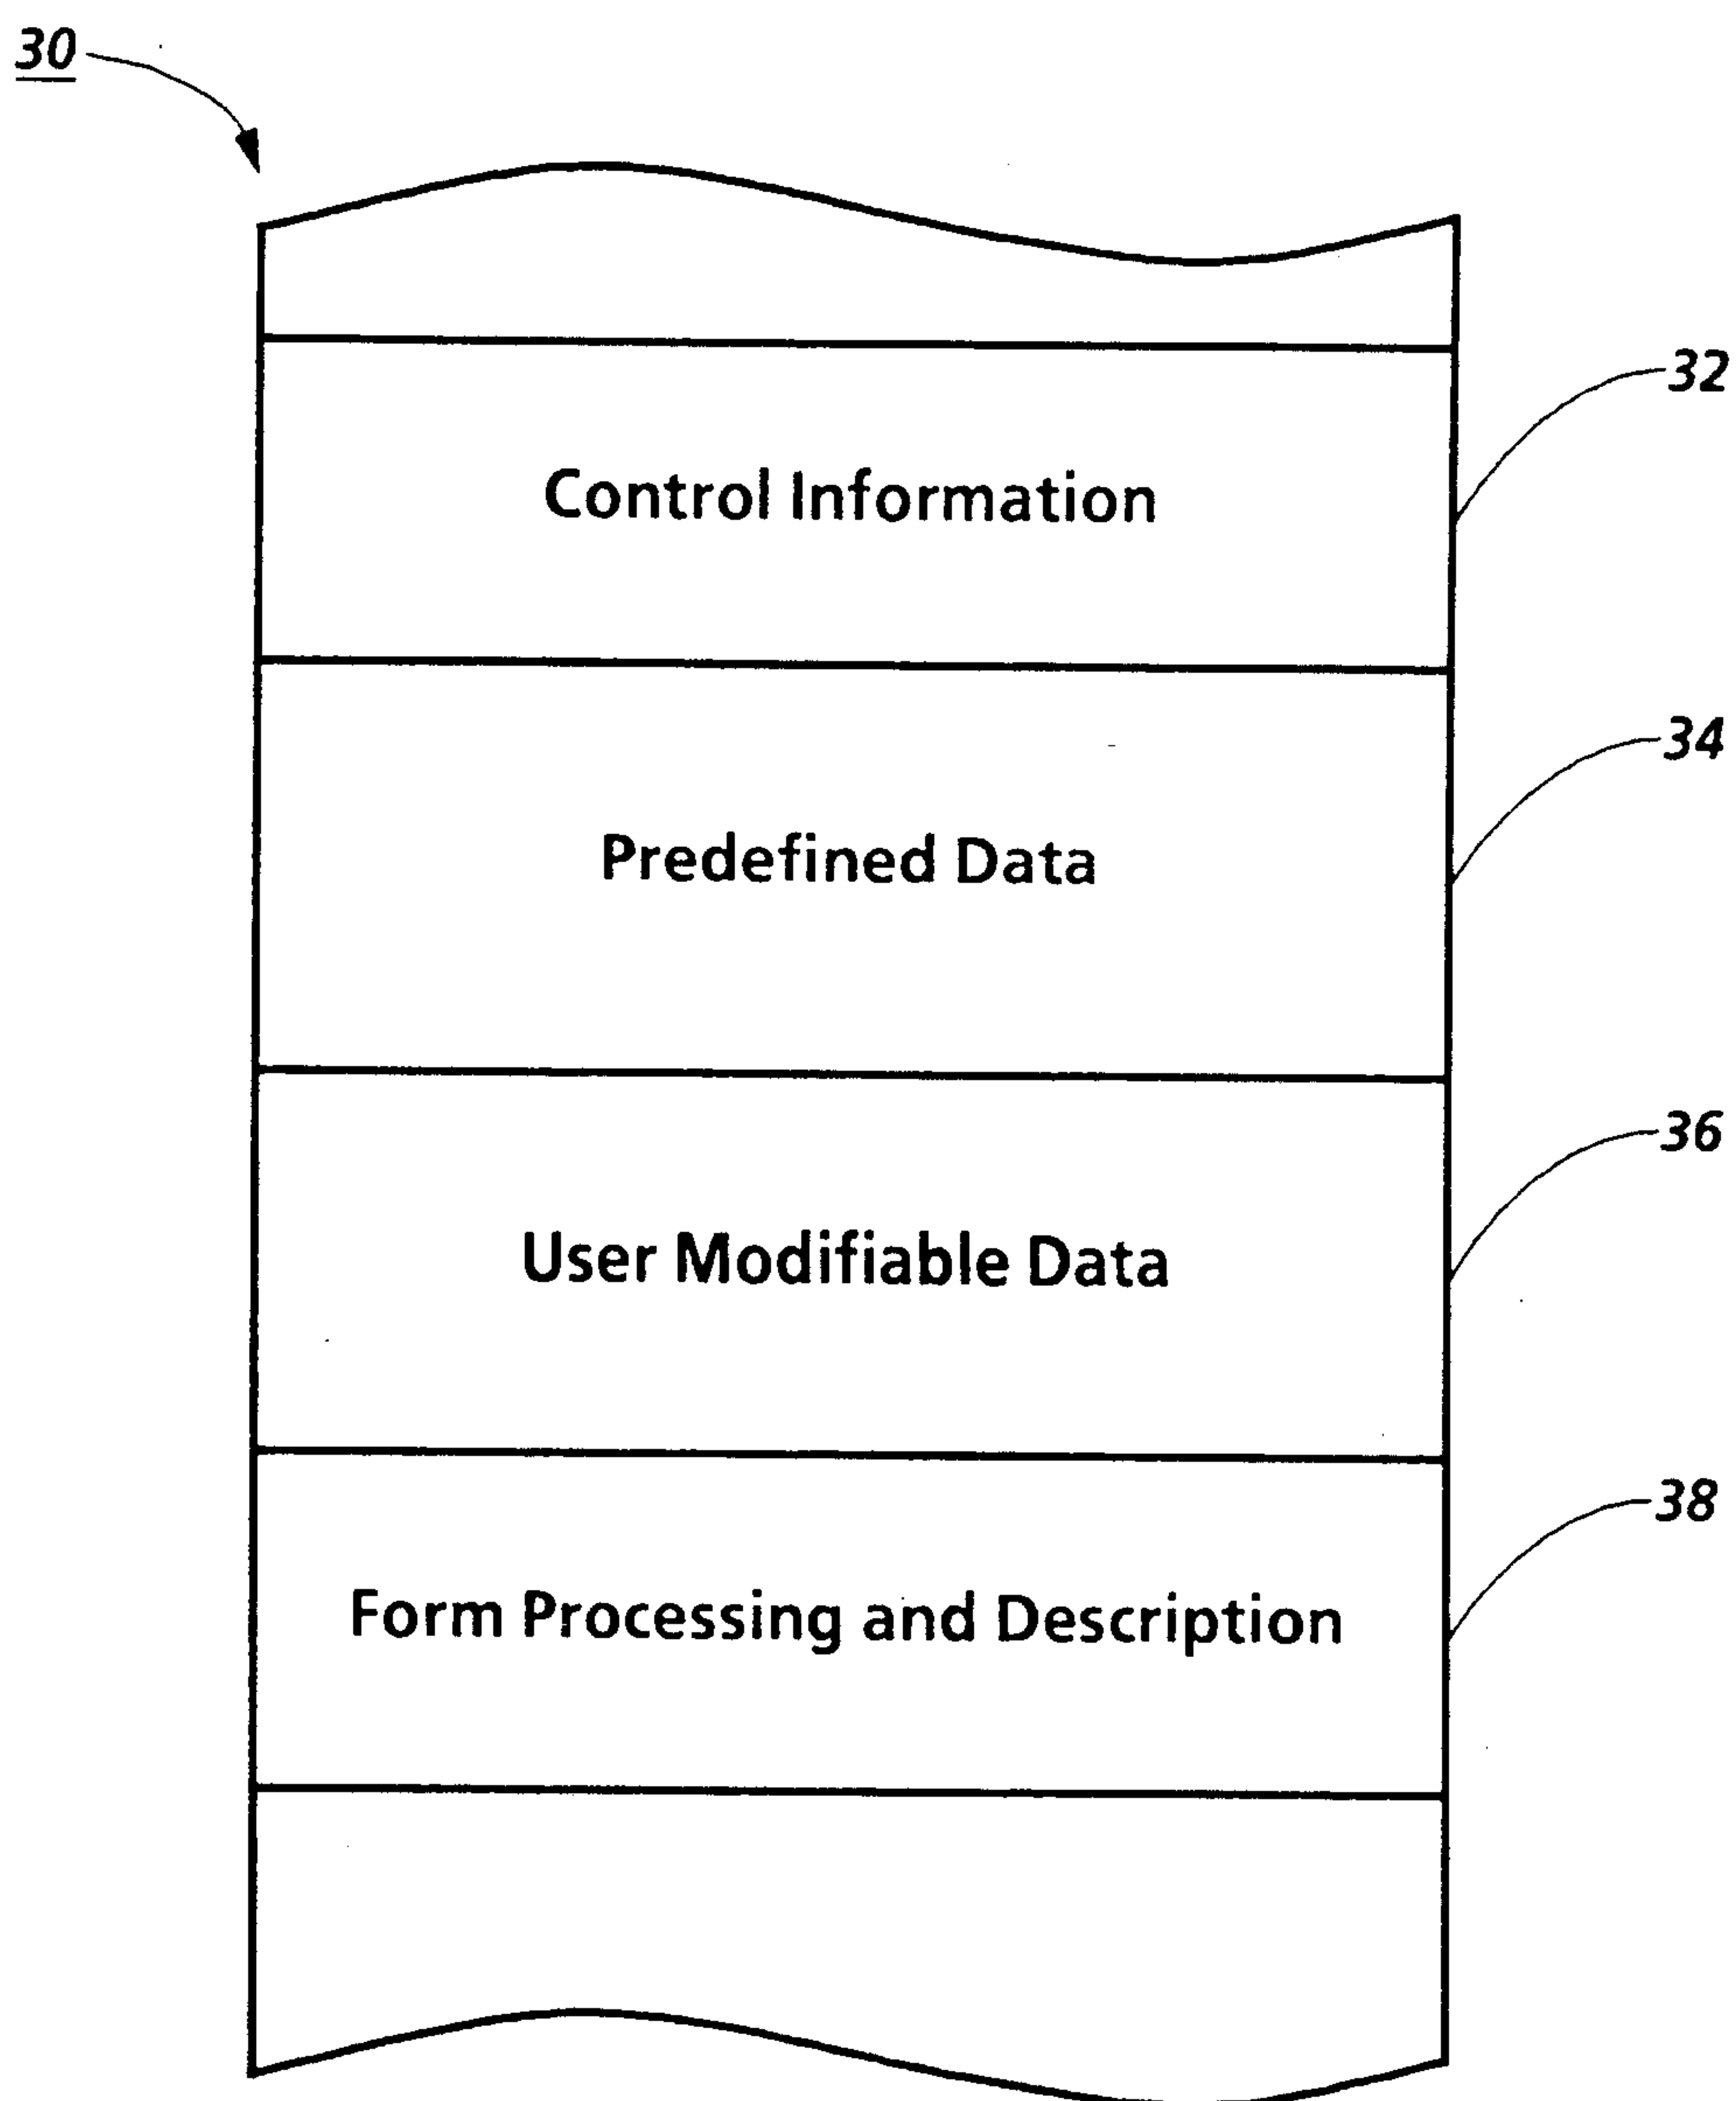 30
32
Control Information
34
Predefined Data
36
User Modifiable Data
38
Form Processing and Description